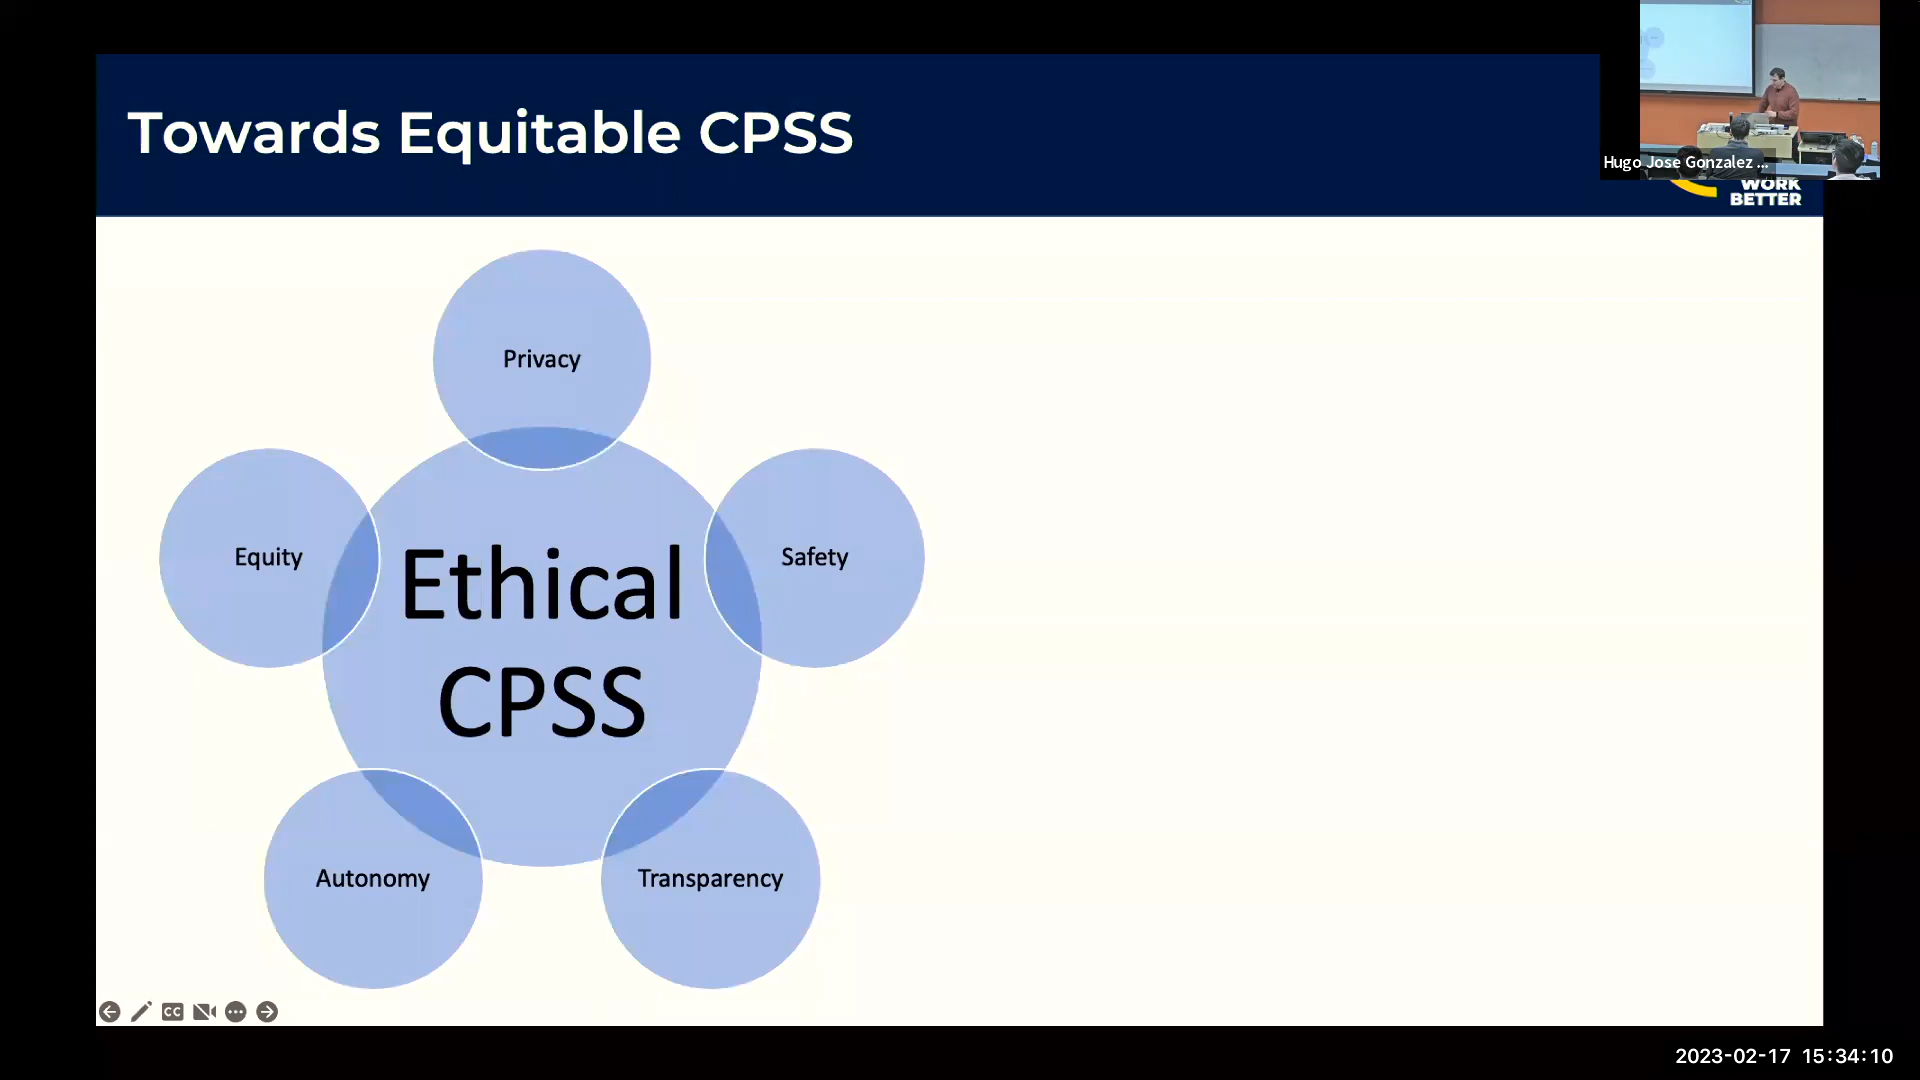 Towards Equitable CPSS
Hugo Jose Gonzalez ...
WORK
BETTER
Privacy
Equity
Safety
Ethical
CPSS
Autonomy
Transparency
CC
2023-02-17 15:34:10